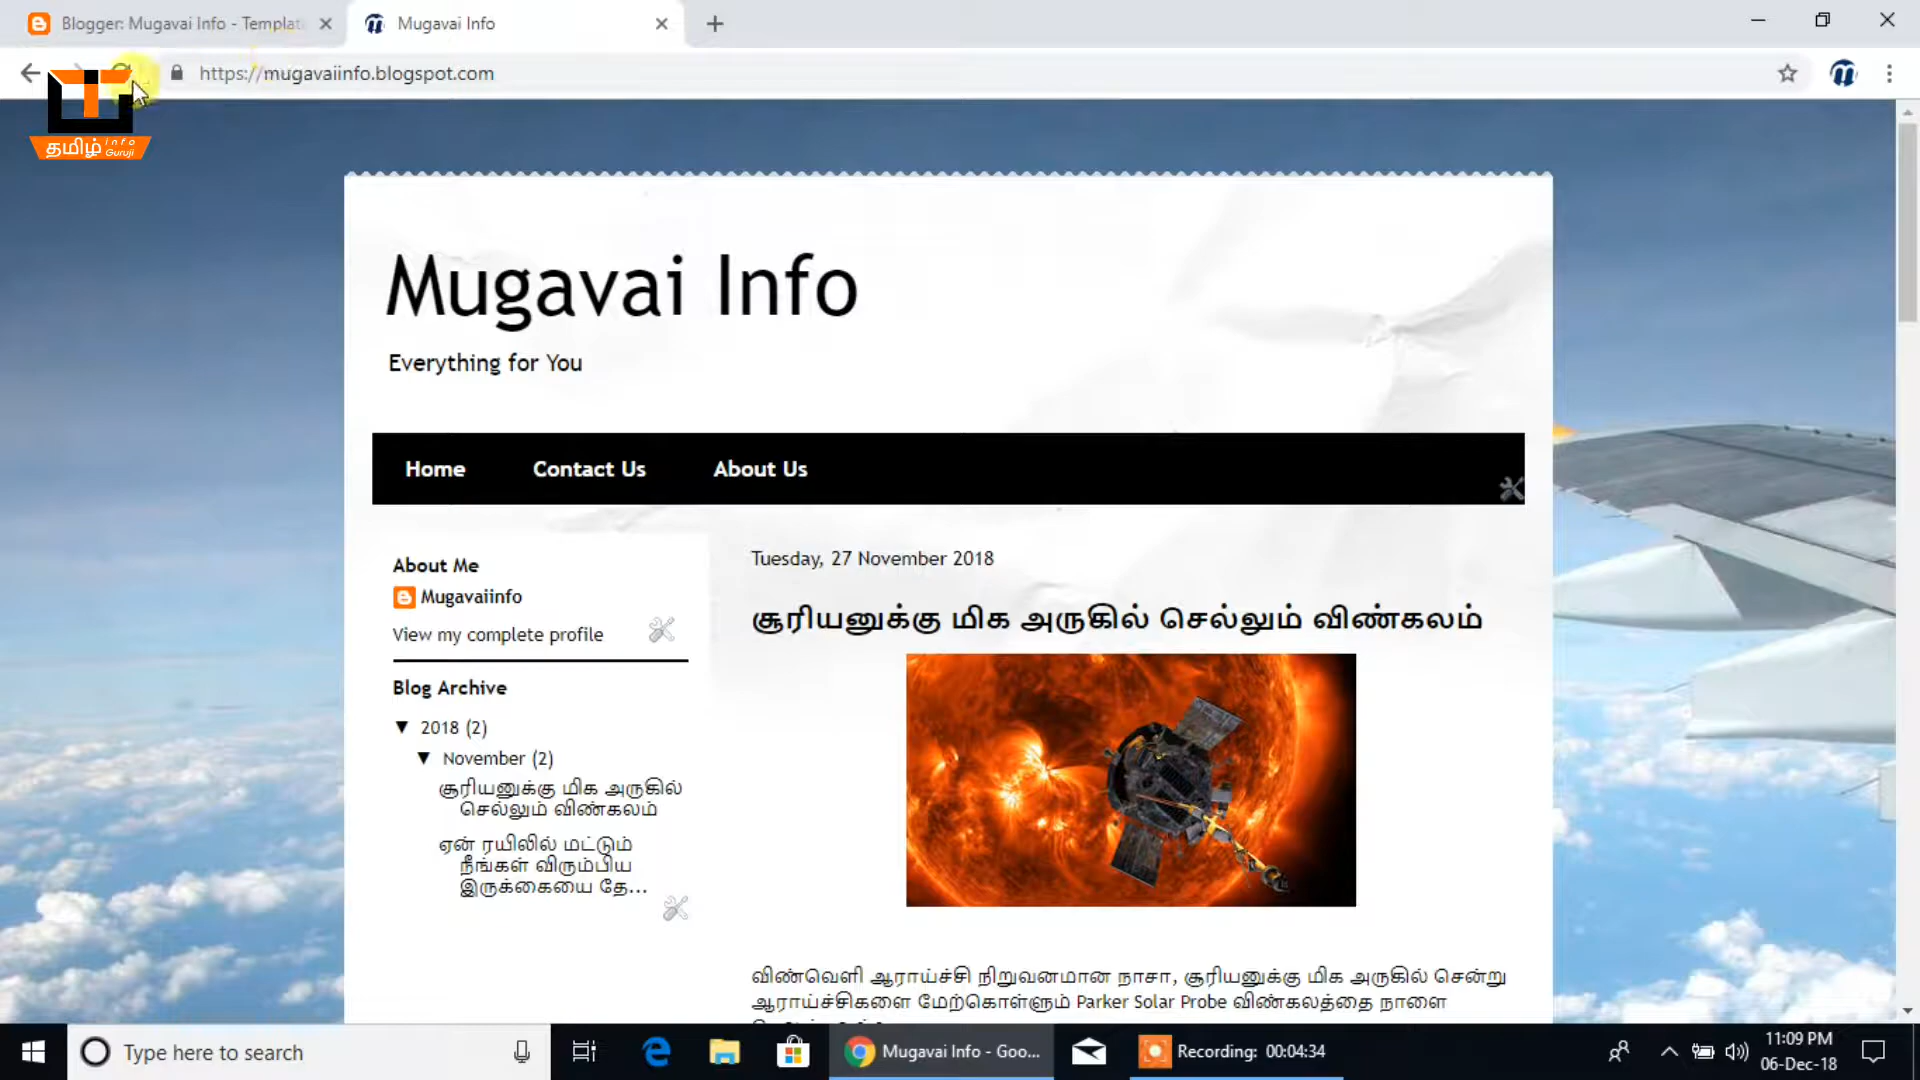 Blogger: Mugavai Info - Templat
Mugavai Info
https://mugavaiinfo.blogspot.com
தமிழ் Info
Guruji
Mugavai Info
Everything for You
Home Contact Us About Us
About Me
Mugavaiinfo
View my complete profile
Blog Archive
▼ 2018 (2)
▼ November (2)
சூரியனுக்கு மிக அருகில்
செல்லும் விண்கலம்
ஏன் ரயிலில் மட்டும்
நீங்கள் விரும்பிய
இருக்கையை தே...
Tuesday, 27 November 2018
சூரியனுக்கு மிக அருகில் செல்லும் விண்கலம்
விண்வெளி ஆராய்ச்சி நிறுவனமான நாசா, சூரியனுக்கு மிக அருகில் சென்று
ஆராய்ச்சிகளை மேற்கொள்ளும் Parker Solar Probe விண்கலத்தை நாளை
Type here to search
Mugavai Info - Goo...
Recording: 00:04:34
11:09 PM
06-Dec-18